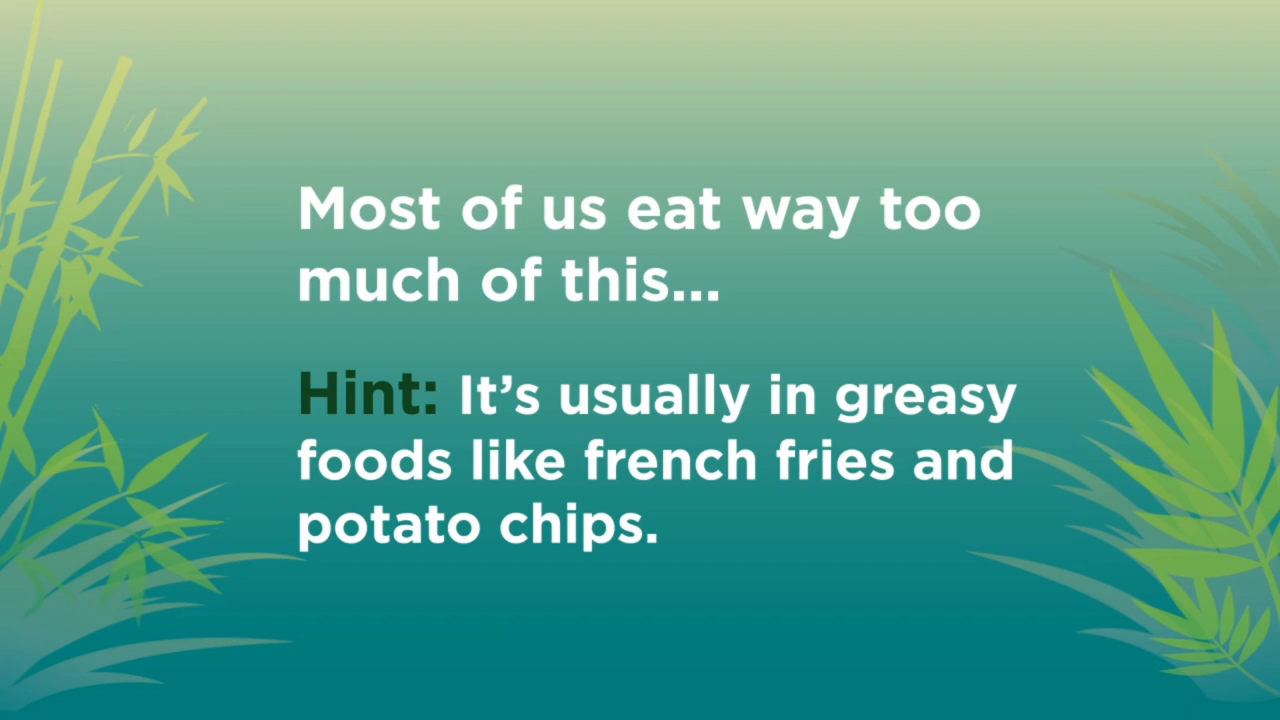 Most of us eat way too
much of this...
Hint: It’s usually in greasy
foods like french fries and
potato chips.